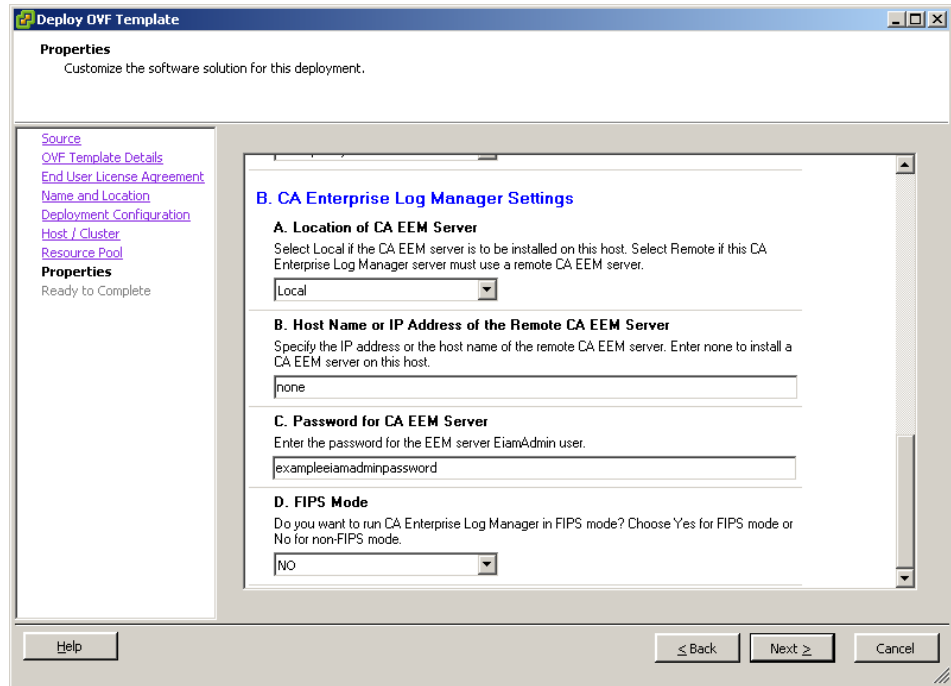 Deploy OVF Template
Properties
Customize the software solution for this deployment.
Source
OVF Template Details
End User License Agreement
Name and Location
Deployment Configuration
Host / Cluster
Resource Pool
Properties
Ready to Complete
B. CA Enterprise Log Manager Settings
A. Location of CA EEM Server
Select Local if the CA EEM server is to be installed on this host. Select Remote if this CA
Enterprise Log Manager server must use a remote CA EEM server.
Local
B. Host Name or IP Address of the Remote CA EEM Server
Specify the IP address or the host name of the remote CA EEM server. Enter none to install a
CA EEM server on this host.
none
C. Password for CA EEM Server
Enter the password for the EEM server EiamAdmin user.
exampleeiamadminpassword
D. FIPS Mode
Do you want to run CA Enterprise Log Manager in FIPS mode? Choose Yes for FIPS mode or
No for non-FIPS mode.
NO
Help
≤ Back
Next ≥
Cancel